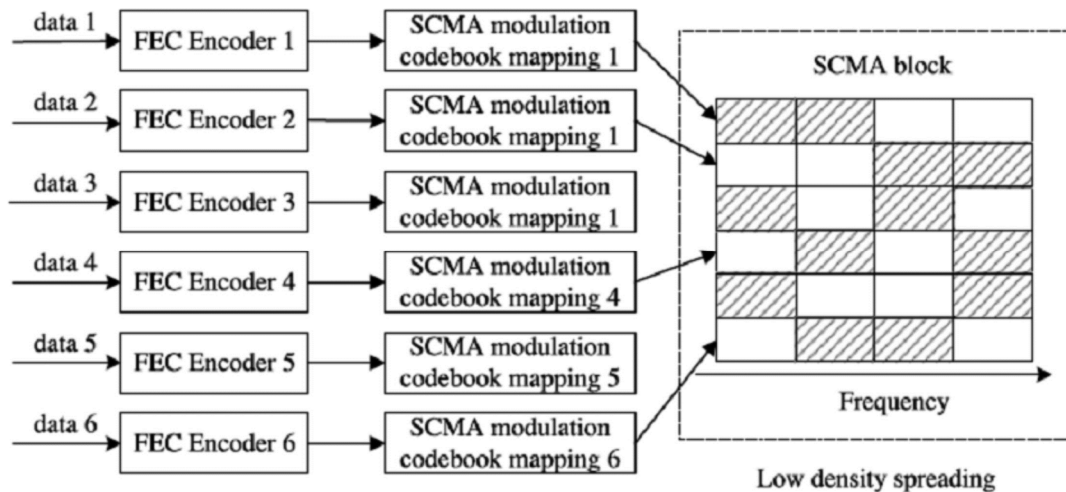 data 1
FEC Encoder 1
SCMA modulation
codebook mapping 1
data 2
FEC Encoder 2
SCMA modulation
codebook mapping 1
data 3
FEC Encoder 3
SCMA modulation
codebook mapping 1
data 4
FEC Encoder 4
SCMA modulation
codebook mapping 4
data 5
FEC Encoder 5
SCMA modulation
codebook mapping 5
data 6
FEC Encoder 6
SCMA modulation
codebook mapping 6
SCMA block
Frequency
Low density spreading